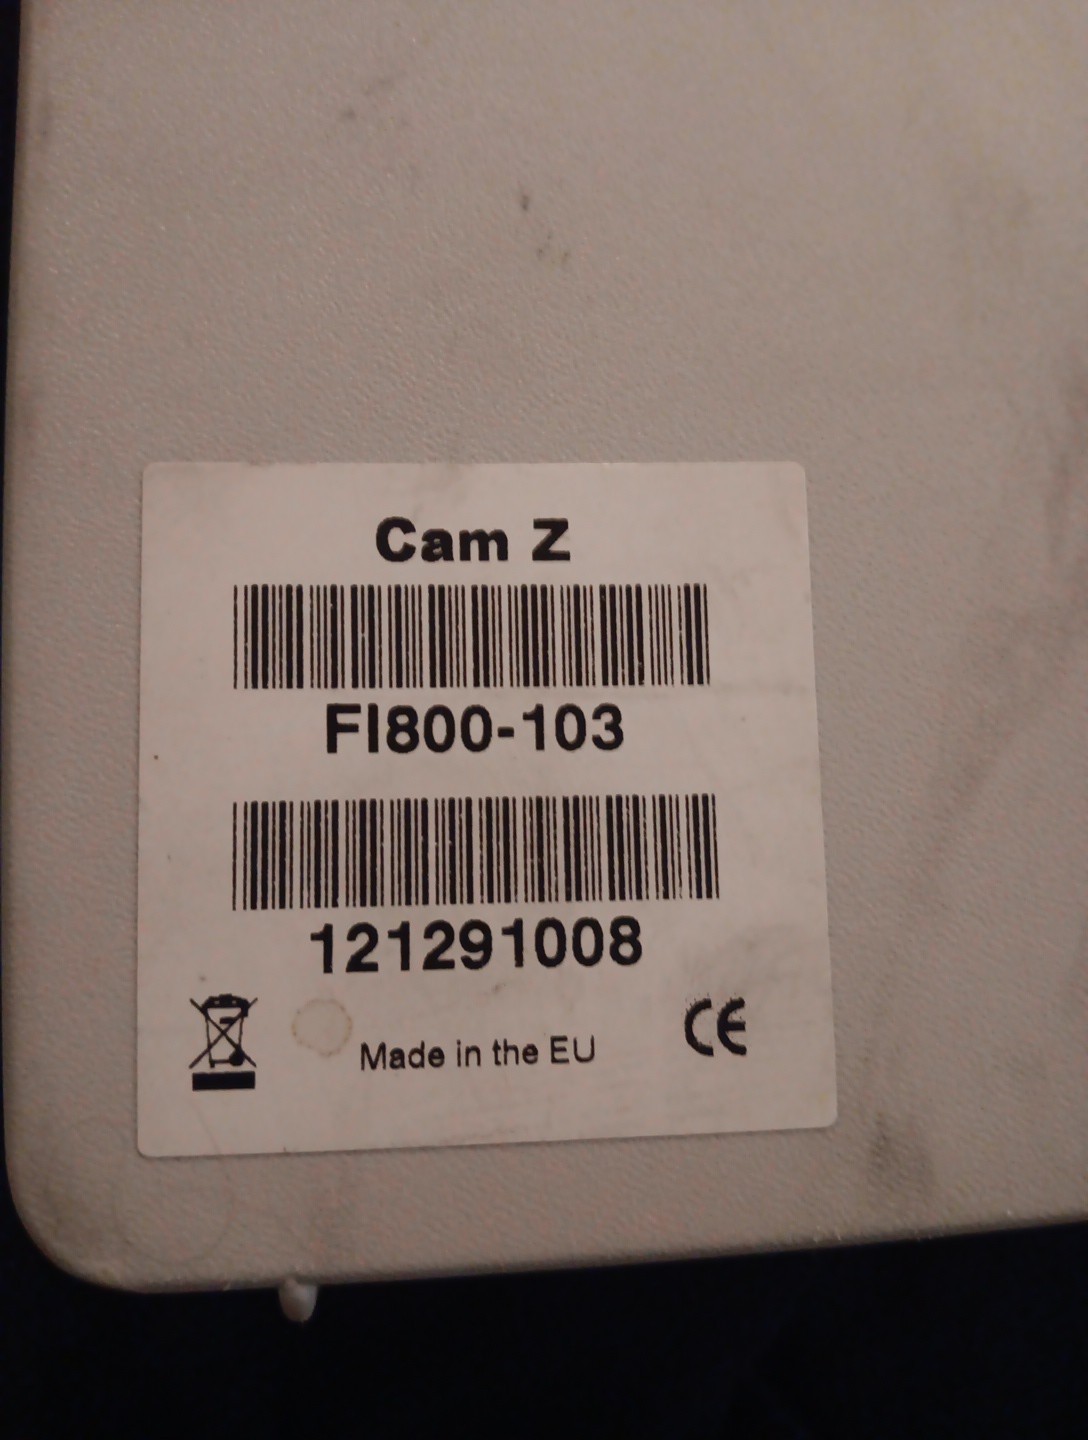 Cam Z
FI800-103
121291008
Made in the EU
CE